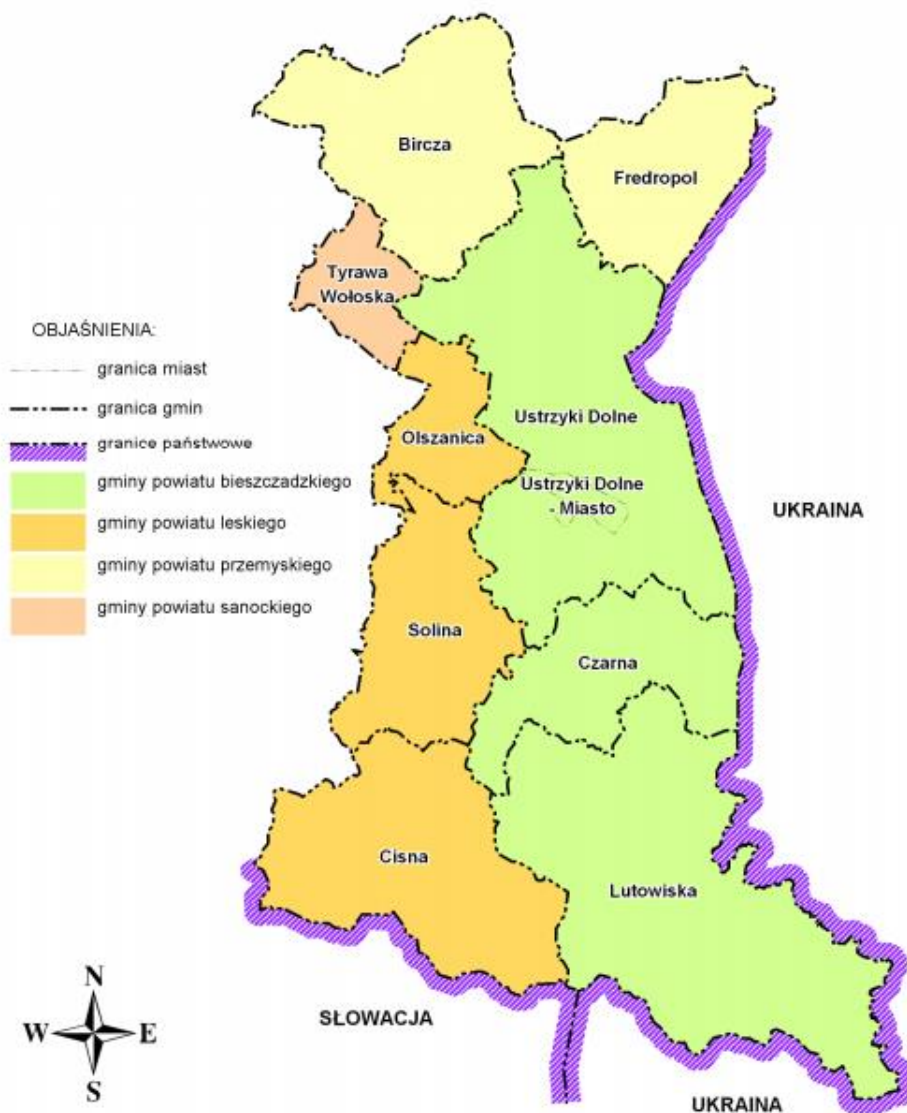 Bircza
Fredropol
Tyrawa
Wołoska
OBJAŚNIENIA:
granica miast
granica gmin
granice państwowe
gminy powiatu bieszczadzkiego
gminy powiatu leskiego
gminy powiatu przemyskiego
gminy powiatu sanockiego
Ustrzyki Dolne
Olszanica
Ustrzyki Dolne
- Miasto
UKRAINA
Solina
Czarna
Cisna
Lutowiska
N
W E
S
SŁOWACJA
UKRAINA